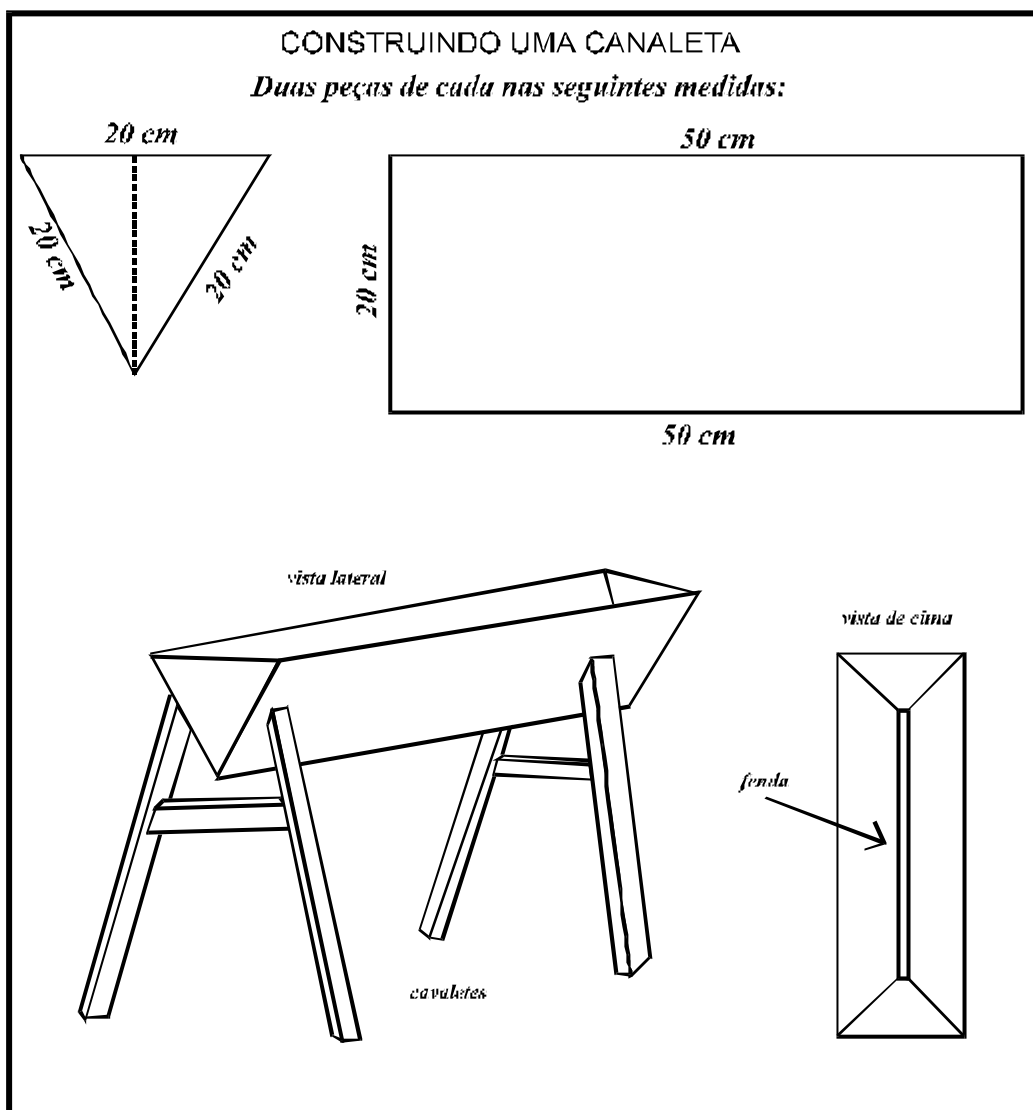 CONSTRUINDO UMA CANALETA
Duas peças de cada nas seguintes medidas:
20 cm
50 cm
20 cm
20 cm
20 cm
50 cm
vista lateral
vista de cima
fenda
cavaletes